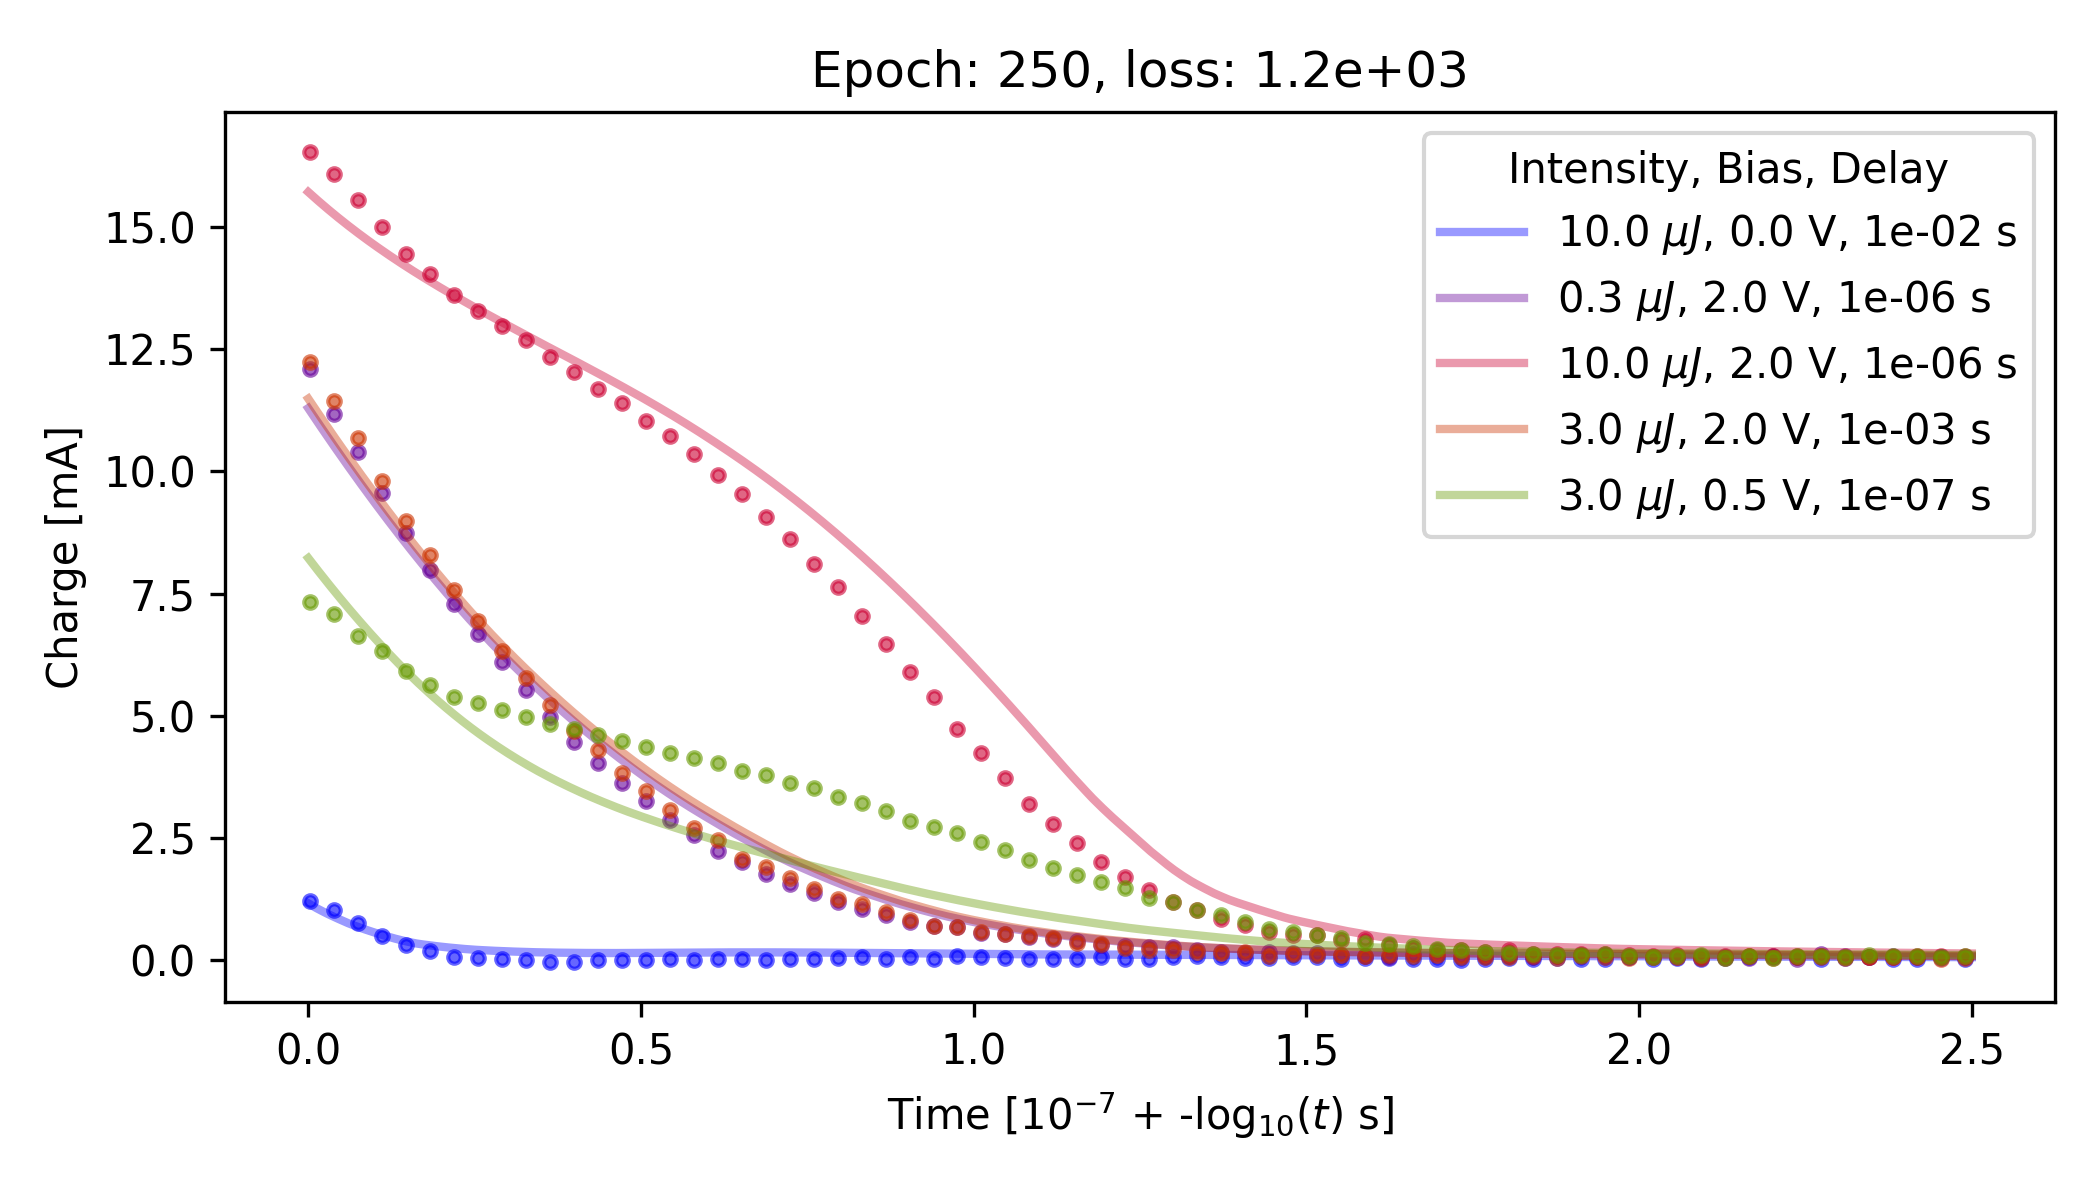 Epoch: 250, loss: 1.2e+03
Charge [mA]
15.0
12.5
10.0
7.5
5.0
2.5
0.0
Intensity, Bias, Delay
10.0 μJ, 0.0 V, 1e-02 s
0.3 μJ, 2.0 V, 1e-06 s
10.0 μJ, 2.0 V, 1e-06 s
3.0 μJ, 2.0 V, 1e-03 s
3.0 μJ, 0.5 V, 1e-07 s
0.0 0.5 1.0 1.5 2.0 2.5
Time [10⁻⁷ + -log₁₀(t) s]